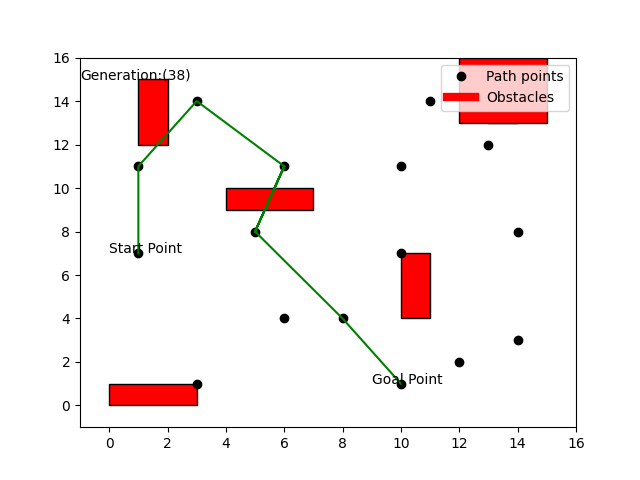 16
Generation:(38)
Path points
Obstacles
14
12
10
8
Start Point
6
4
2
Goal Point
0
0 2 4 6 8 10 12 14 16